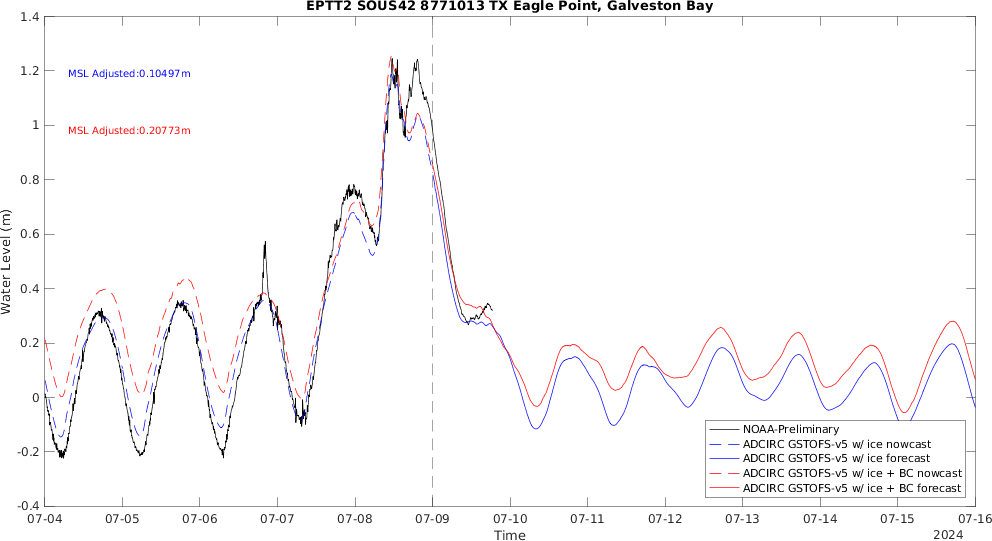 EPTT2 SOUS42 8771013 TX Eagle Point, Galveston Bay
1.4
1.2
1
0.8
0.6
0.4
0.2
0
-0.2
-0.4
Water Level (m)
MSL Adjusted:0.10497m
MSL Adjusted:0.20773m
NOAA-Preliminary
ADCIRC GSTOFS-v5 w/ ice nowcast
ADCIRC GSTOFS-v5 w/ ice forecast
ADCIRC GSTOFS-v5 w/ ice + BC nowcast
ADCIRC GSTOFS-v5 w/ ice + BC forecast
07-04 07-05 07-06 07-07 07-08 07-09 07-10 07-11 07-12 07-13 07-14 07-15 07-16
Time
2024